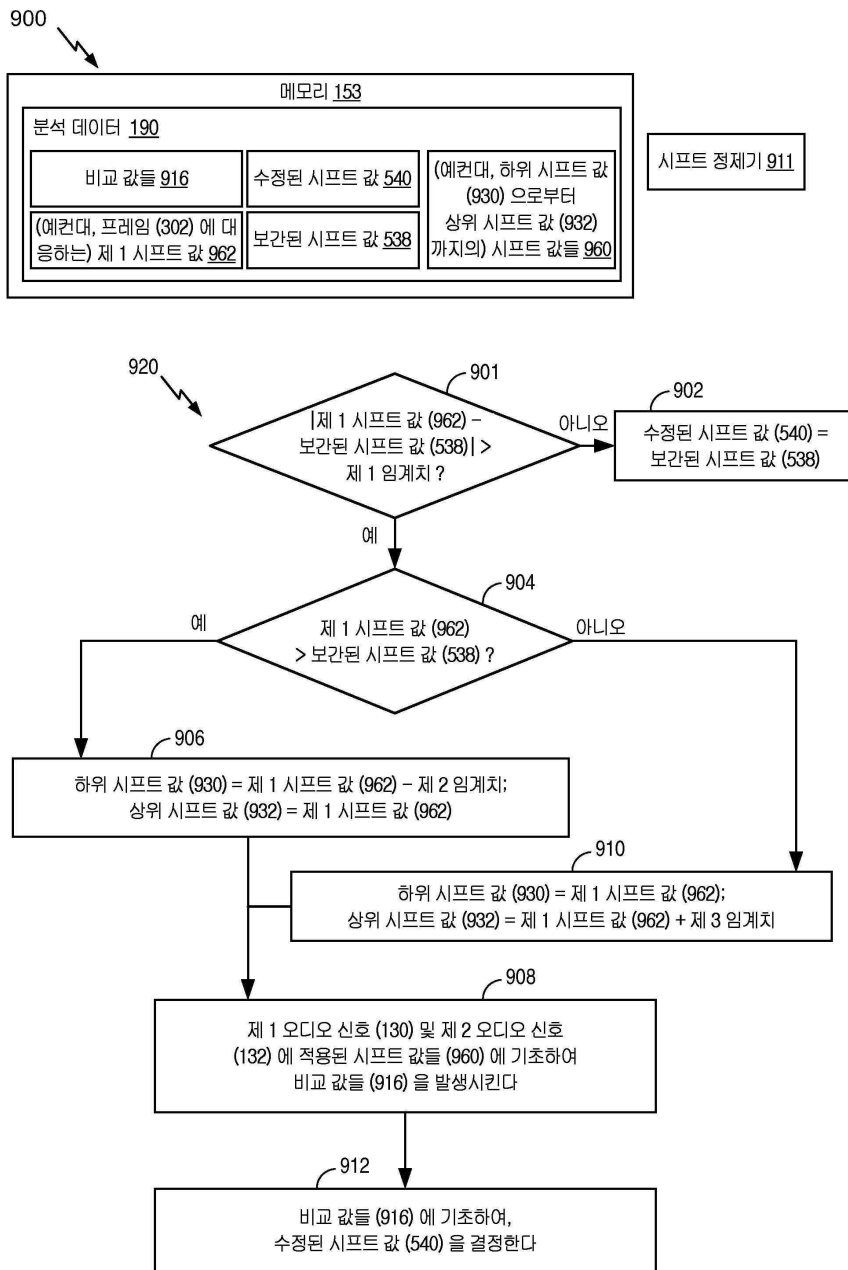 900
메모리 153
분석 데이터 190
비교 값들 916
수정된 시프트 값 540
(예컨대, 하위 시프트 값
(930) 으로부터
상위 시프트 값 (932)
까지의) 시프트 값들 960
(예컨대, 프레임 (302) 에 대
응하는) 제 1 시프트 값 962
보간된 시프트 값 538
시프트 정제기 911
920
901
|제 1 시프트 값 (962) –
보간된 시프트 값 (538)| >
제 1 임계치 ?
아니오
902
수정된 시프트 값 (540) =
보간된 시프트 값
(538)
예
904
제 1 시프트 값 (962)
> 보간된 시프트 값 (538) ?
예
아니오
906
하위 시프트 값 (930) = 제 1 시프트 값 (962) – 제 2 임계치;
상위 시프트 값 (932) = 제 1 시프트 값 (962)
910
하위 시프트 값 (930) = 제 1 시프트 값 (962);
상위 시프트 값 (932) = 제 1 시프트 값 (962) + 제 3 임계치
908
제 1 오디오 신호 (130) 및 제 2 오디오 신호
(132) 에 적용된 시프트 값들 (960) 에 기초하여
비교 값들 (916) 을 발생시킨다
912
비교 값들 (916) 에 기초하여,
수정된 시프트 값 (540) 을 결정한다